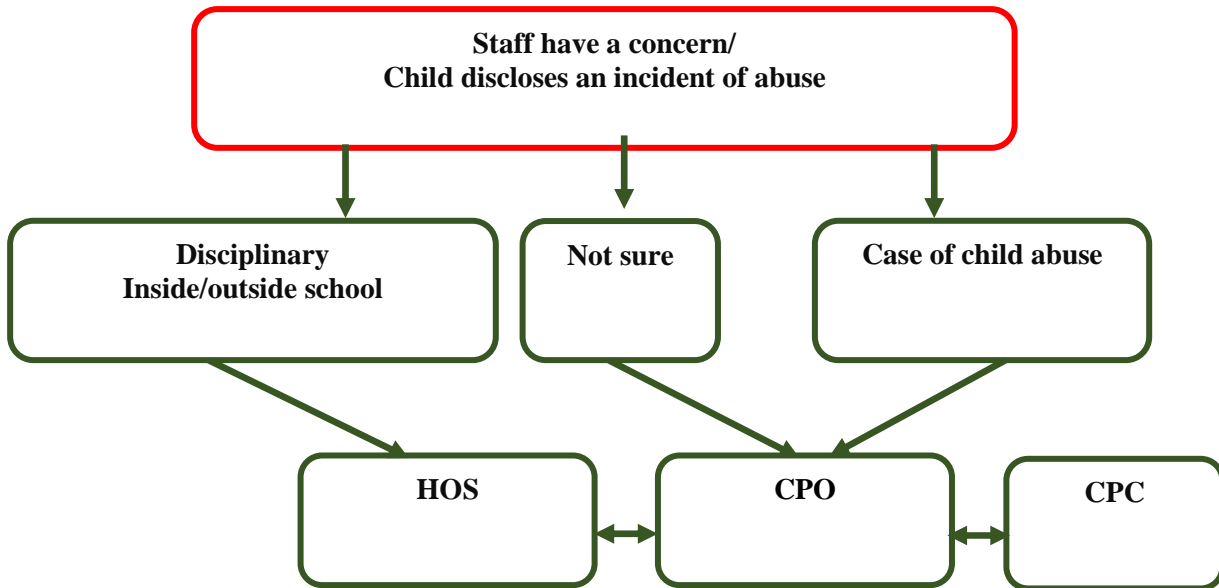 Staff have a concern/
Child discloses an incident of abuse
Disciplinary
Inside/outside school
Not sure
Case of child abuse
HOS
CPO
CPC